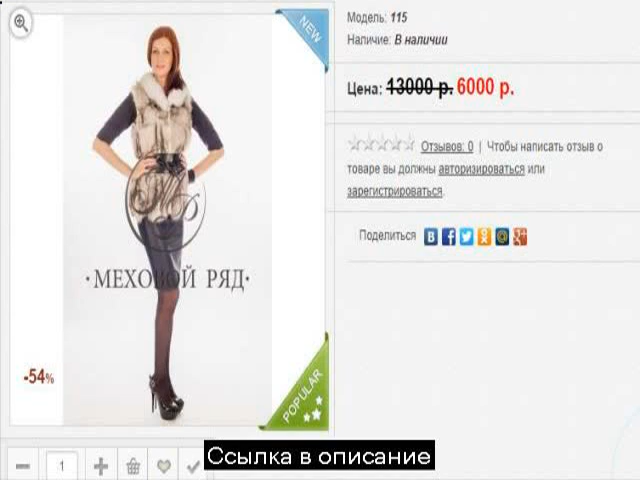 NEW
Модель: 115
Наличие: В наличии
Цена: 13000 р. 6000 р.
Отзывов: 0 | Чтобы написать отзыв о
товаре вы должны авторизироваться или
зарегистрироваться.
Поделиться
·МЕХОВОЙ РЯД·
-54%
POPULAR
1
Ссылка в описание